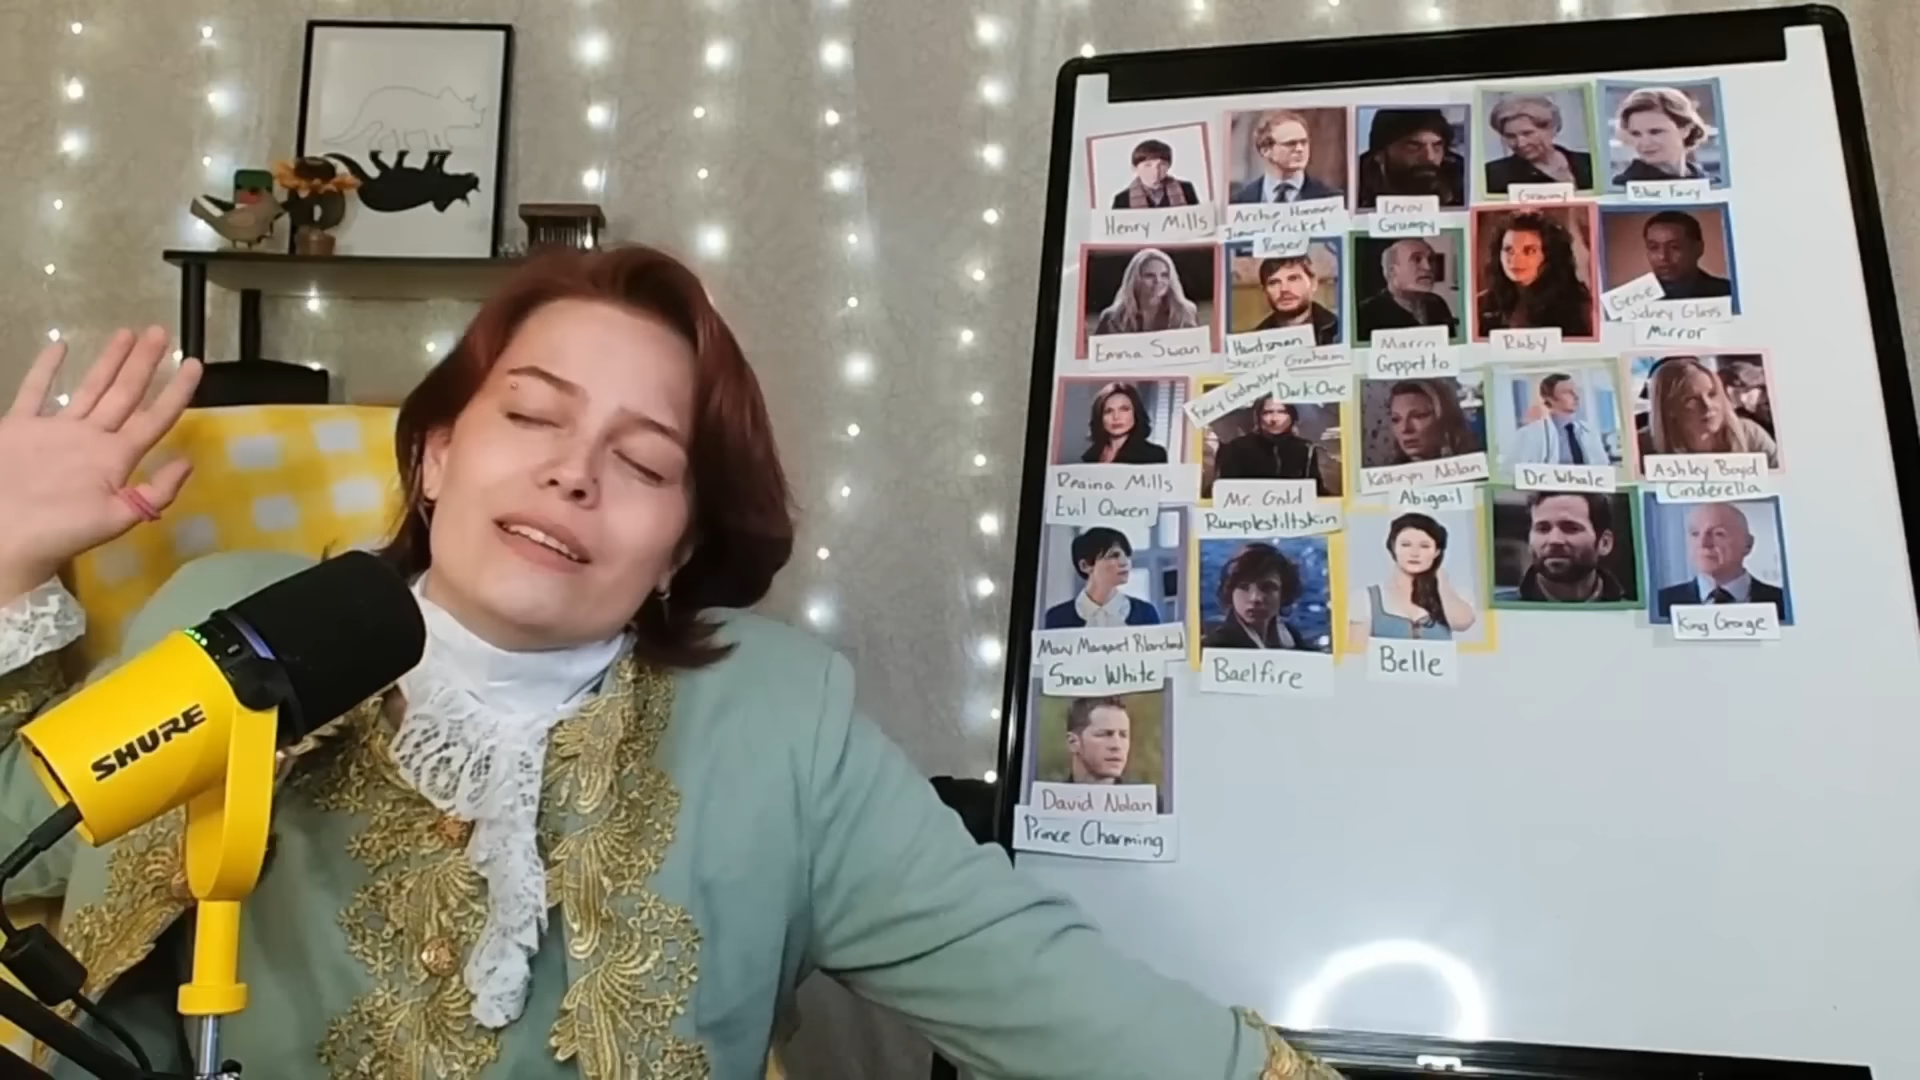 SHURE
Henry Mills
Archie Hopper
Jiminy Cricket
Leroy
Grumpy
Granny
Blue Fairy
Emma Swan
Roger
Huntsman
Sheriff Graham
Marco
Geppetto
Ruby
Genie
Sidney Glass
Mirror
Regina Mills
Evil Queen
Fairy Godmother
Dark One
Mr. Gold
Rumplestiltskin
Kathryn Nolan
Abigail
Dr. Whale
Ashley Boyd
Cinderella
Mary Margaret Blanchard
Snow White
Baelfire
Belle
King George
David Nolan
Prince Charming